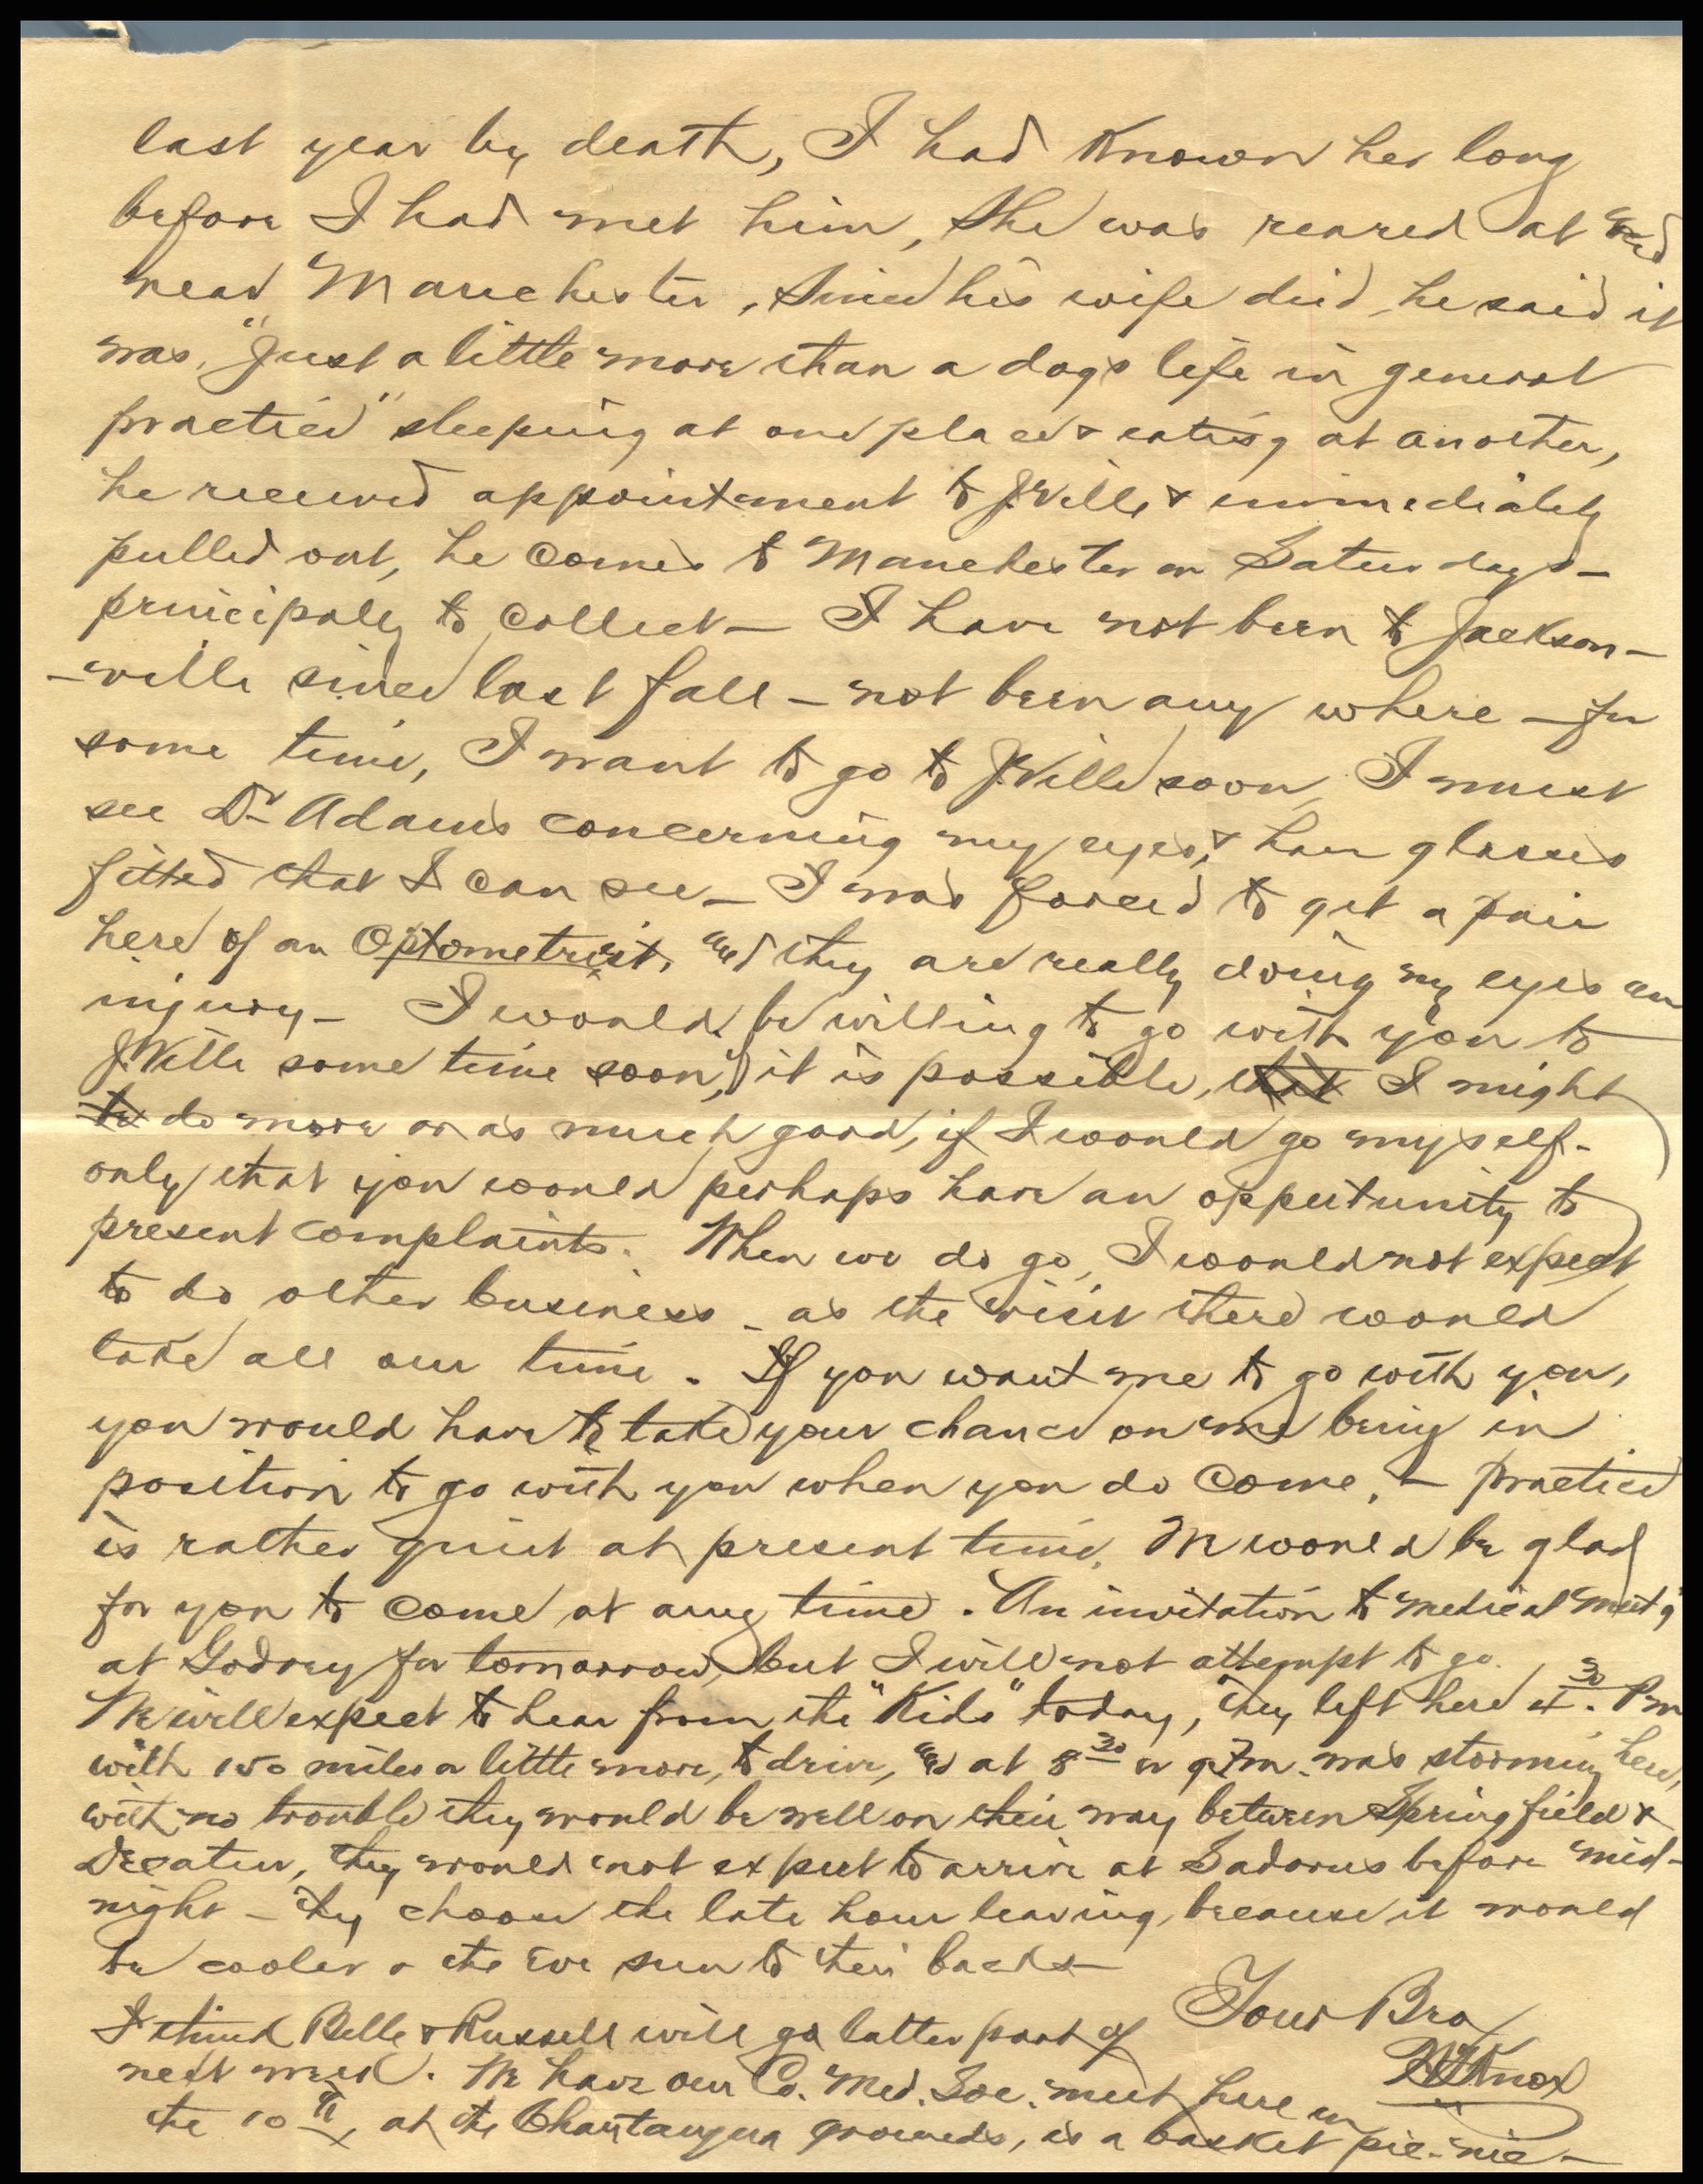 last year by death, I had Known her long
before I had met him, She was reared at and
near Manchester, Since his wife died, he said it
was, "Just a little more than a dogs life in general
practice" sleeping at one place & eating at another,
he received appointment to J.Ville & immediately
pulled out, he comes to Manchester on Saturdays –
principaly to collect – I have not been to Jackson –
– ville since last fall – not been any where – for
some time, I want to go to J.Ville soon, I must
see Dr Adams concerning my eyes, & have glasses
fitted that I can see – I was forced to get a pair
here of an Optometrist, and they are really doing my eyes an
injury – I would be willing to go with you to
J.Ville some time soon, (it is possible, that I might
to do more or as much good, if I would go myself –
only that you would perhaps have an oppertunity to)
present complaints. When we do go, I would not expect
to do other business – as the visit there would
take all our time. If you want me to go with you,
you would have to take your chance on me being in
position to go with you when you do come, – practice
is rather quiet at present time, We would be glad
for you to come at any time. An invitation to medical meet'g
at Godfrey for tomorrow, but I will not attempt to go.
We will expect to hear from the "Kids" today, they left here 4.30 Pm
with 150 miles a little more, to drive, and at 8 30 or 9 Pm. was storming here,
with no trouble they would be well on their way between Springfield &
Decatur, they would not expect to arrive at Sadorus before mid –
night – they choose the late hour leaving, because it would
be cooler & the Eve sun to their backs –
Your Bro
I think Belle & Russell will go latter part of
next week. We have our Co. Med. Soc. meet here on
Knox
the 10th, at the Chautauqua grounds, is a basket pic-nic –